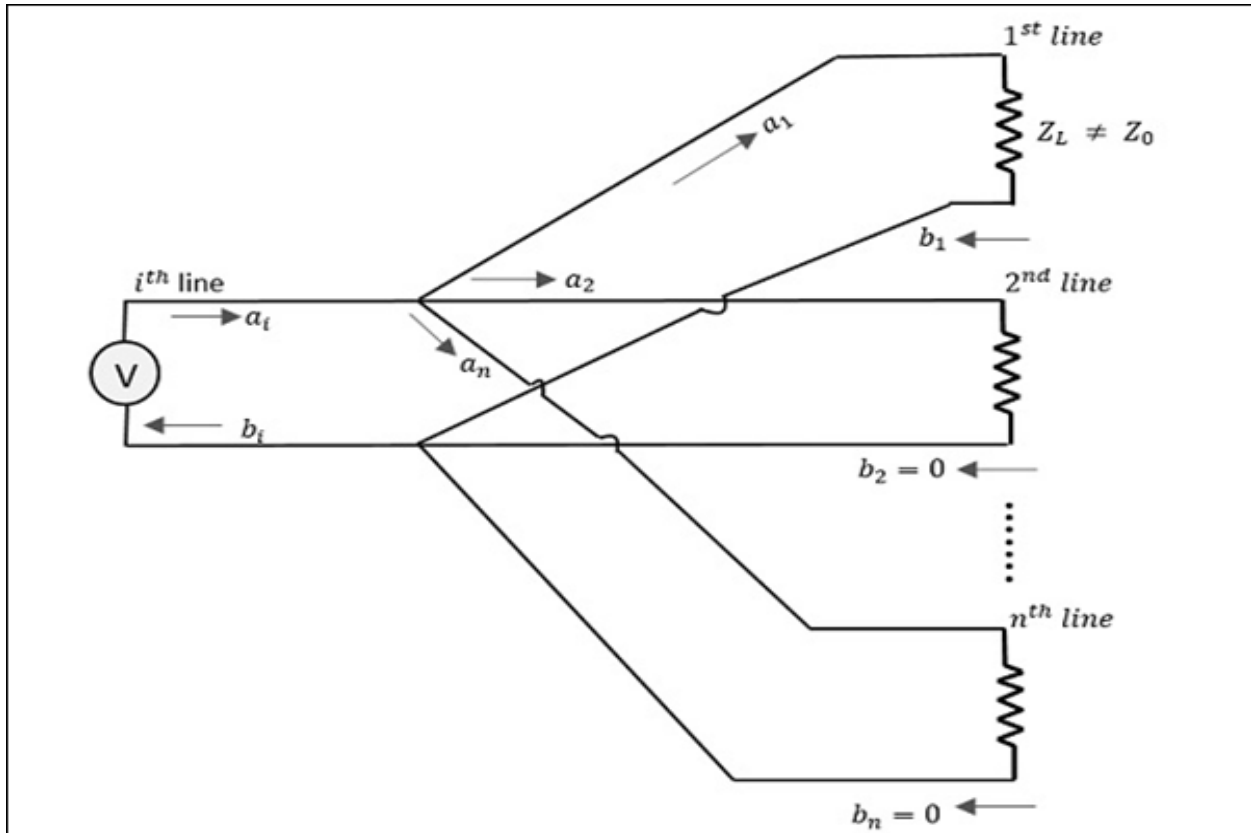 1ˢᵗ line
a₁
Z_L ≠ Z₀
b₁
iᵗʰ line
a₂
2ⁿᵈ line
aᵢ
aₙ
V
bᵢ
b₂ = 0
nᵗʰ line
bₙ = 0